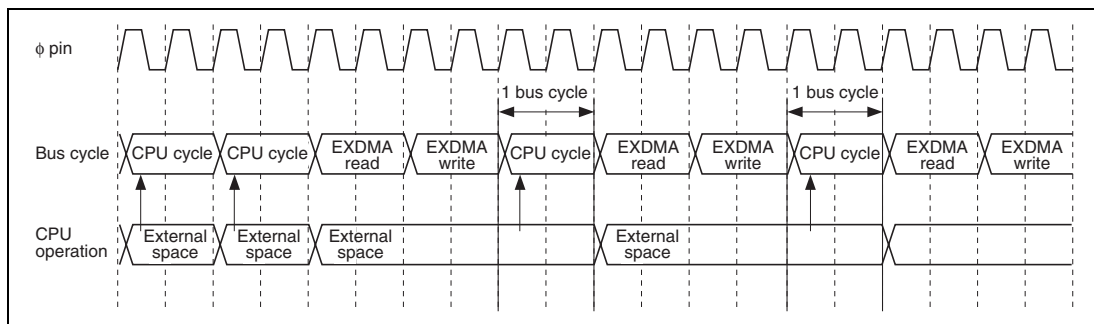 φ pin
1 bus cycle 1 bus cycle
Bus cycle CPU cycle CPU cycle EXDMA read EXDMA write CPU cycle EXDMA read EXDMA write CPU cycle EXDMA read EXDMA write
CPU operation External space External space External space External space